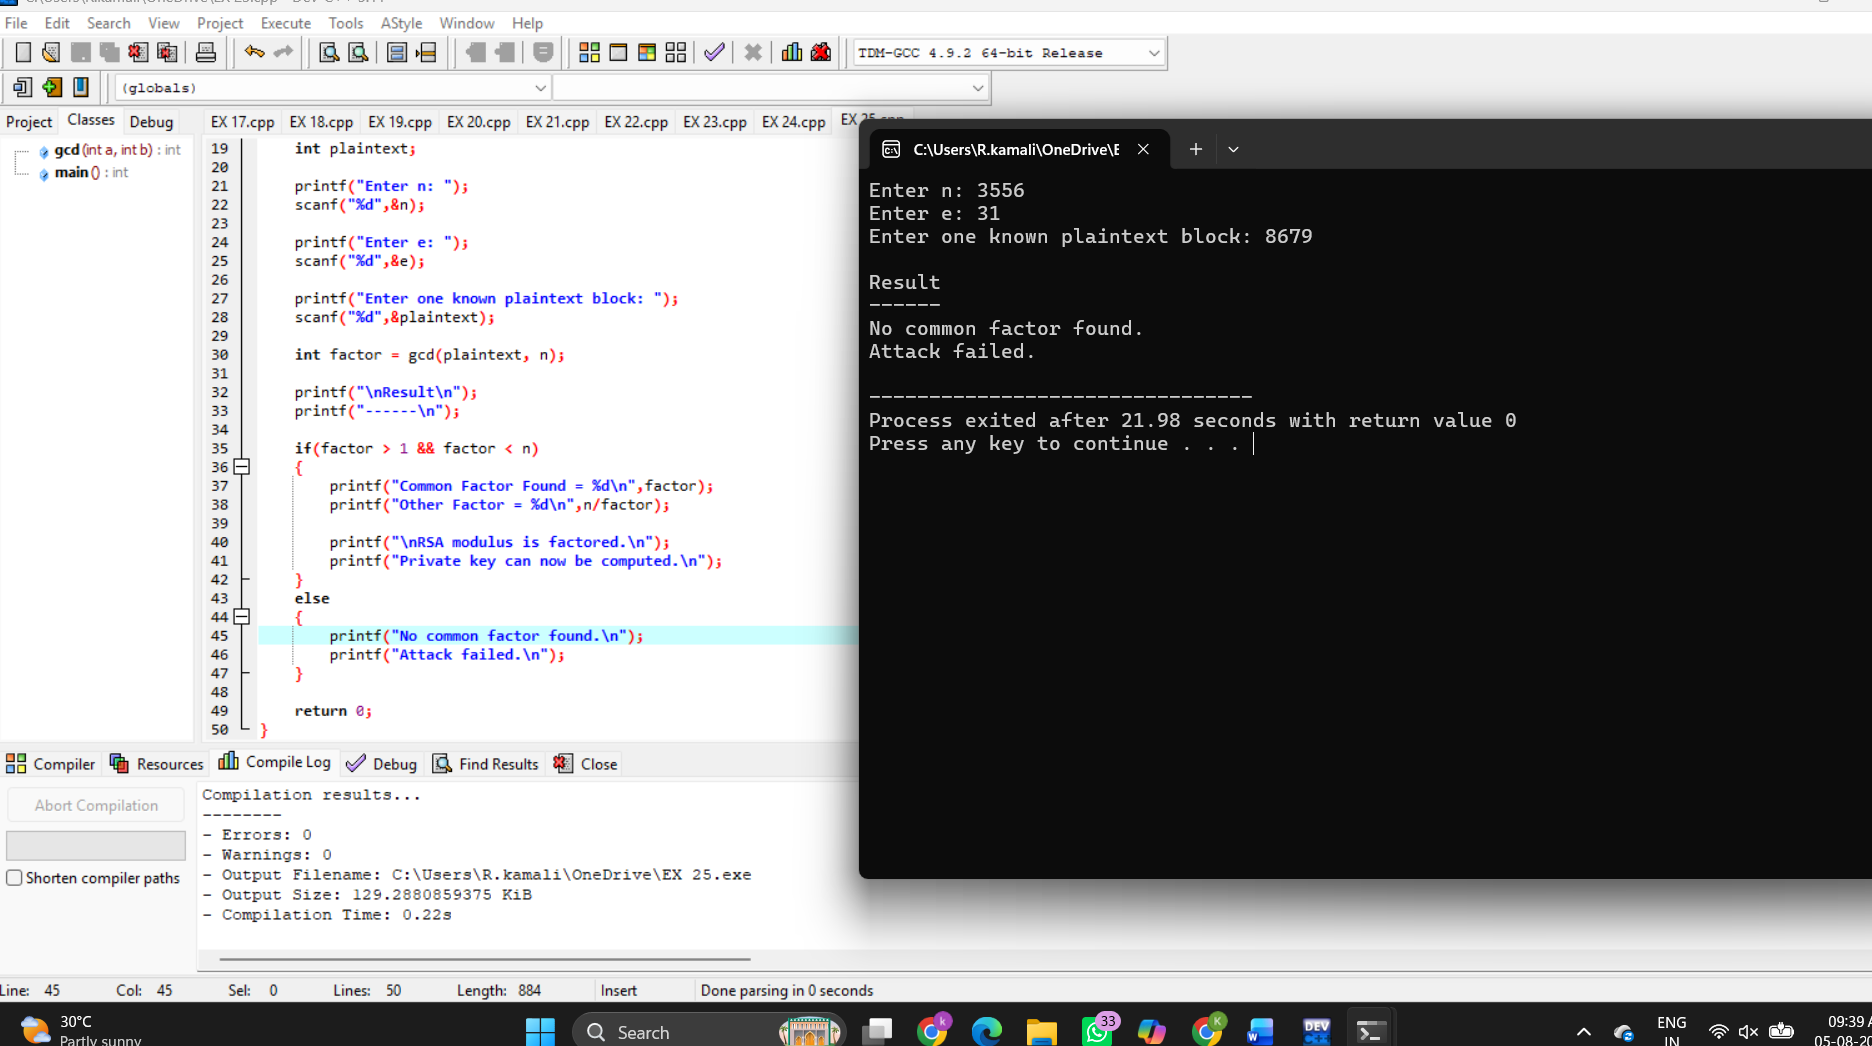 File Edit Search View Project Execute Tools AStyle Window Help
TDM-GCC 4.9.2 64-bit Release
(globals)
Project Classes Debug
EX 17.cpp EX 18.cpp EX 19.cpp EX 20.cpp EX 21.cpp EX 22.cpp EX 23.cpp EX 24.cpp EX 25.cpp
gcd (int a, int b) : int
main () : int
19 int plaintext;
20
21 printf("Enter n: ");
22 scanf("%d",&n);
23
24 printf("Enter e: ");
25 scanf("%d",&e);
26
27 printf("Enter one known plaintext block: ");
28 scanf("%d",&plaintext);
29
30 int factor = gcd(plaintext, n);
31
32 printf("\nResult\n");
33 printf("------\n");
34
35 if(factor > 1 && factor < n)
36 {
37 printf("Common Factor Found = %d\n",factor);
38 printf("Other Factor = %d\n",n/factor);
39
40 printf("\nRSA modulus is factored.\n");
41 printf("Private key can now be computed.\n");
42 }
43 else
44 {
45 printf("No common factor found.\n");
46 printf("Attack failed.\n");
47 }
48
49 return 0;
50 }
C:\Users\R.kamali\OneDrive\E
Enter n: 3556
Enter e: 31
Enter one known plaintext block: 8679
Result
------
No common factor found.
Attack failed.
--------------------------------
Process exited after 21.98 seconds with return value 0
Press any key to continue . . .
Compiler Resources Compile Log Debug Find Results Close
Abort Compilation
Shorten compiler paths
Compilation results...
--------
- Errors: 0
- Warnings: 0
- Output Filename: C:\Users\R.kamali\OneDrive\EX 25.exe
- Output Size: 129.2880859375 KiB
- Compilation Time: 0.22s
Line: 45 Col: 45 Sel: 0 Lines: 50 Length: 884 Insert Done parsing in 0 seconds
30°C
Partly sunny
Search
33
DEV
ENG
IN
09:39
05-08-20